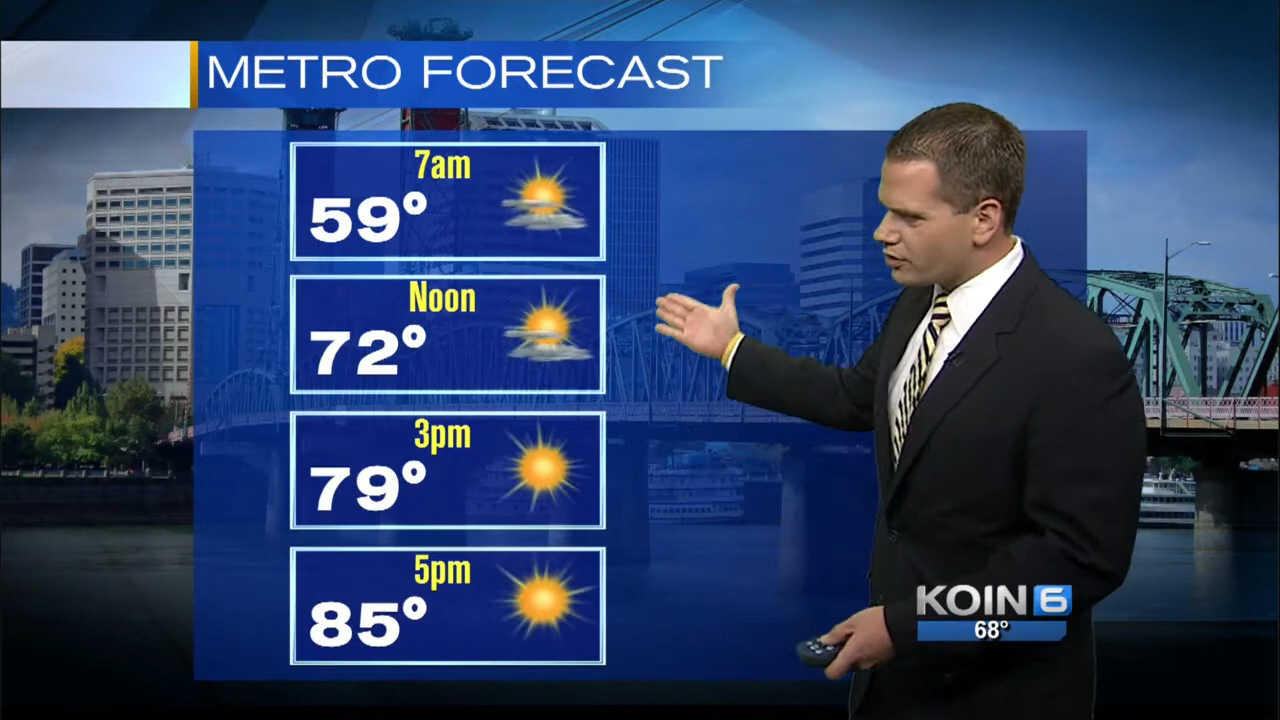 METRO FORECAST
7am
59°
Noon
72°
3pm
79°
5pm
85°
KOIN 6
68°